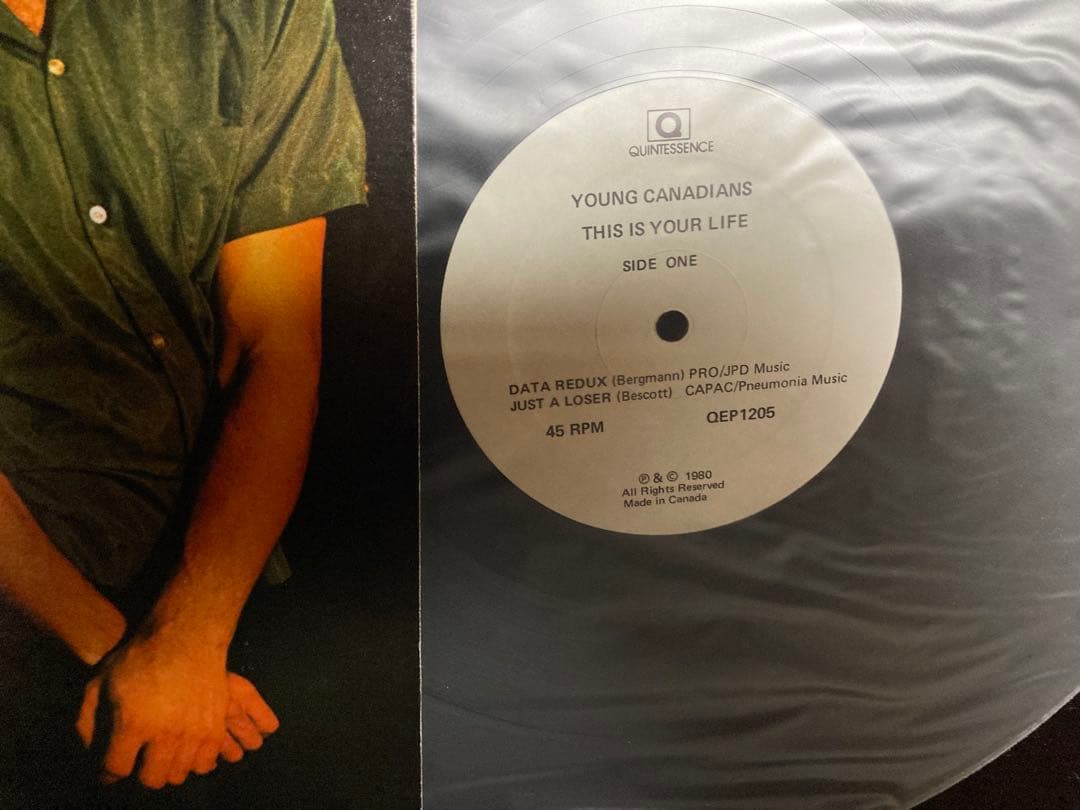 Q
QUINTESSENCE
YOUNG CANADIANS
THIS IS YOUR LIFE
SIDE ONE
DATA REDUX (Bergmann) PRO/JPD Music
JUST A LOSER (Bescott) CAPAC/Pneumonia Music
45 RPM QEP1205
℗ & © 1980
All Rights Reserved
Made in Canada